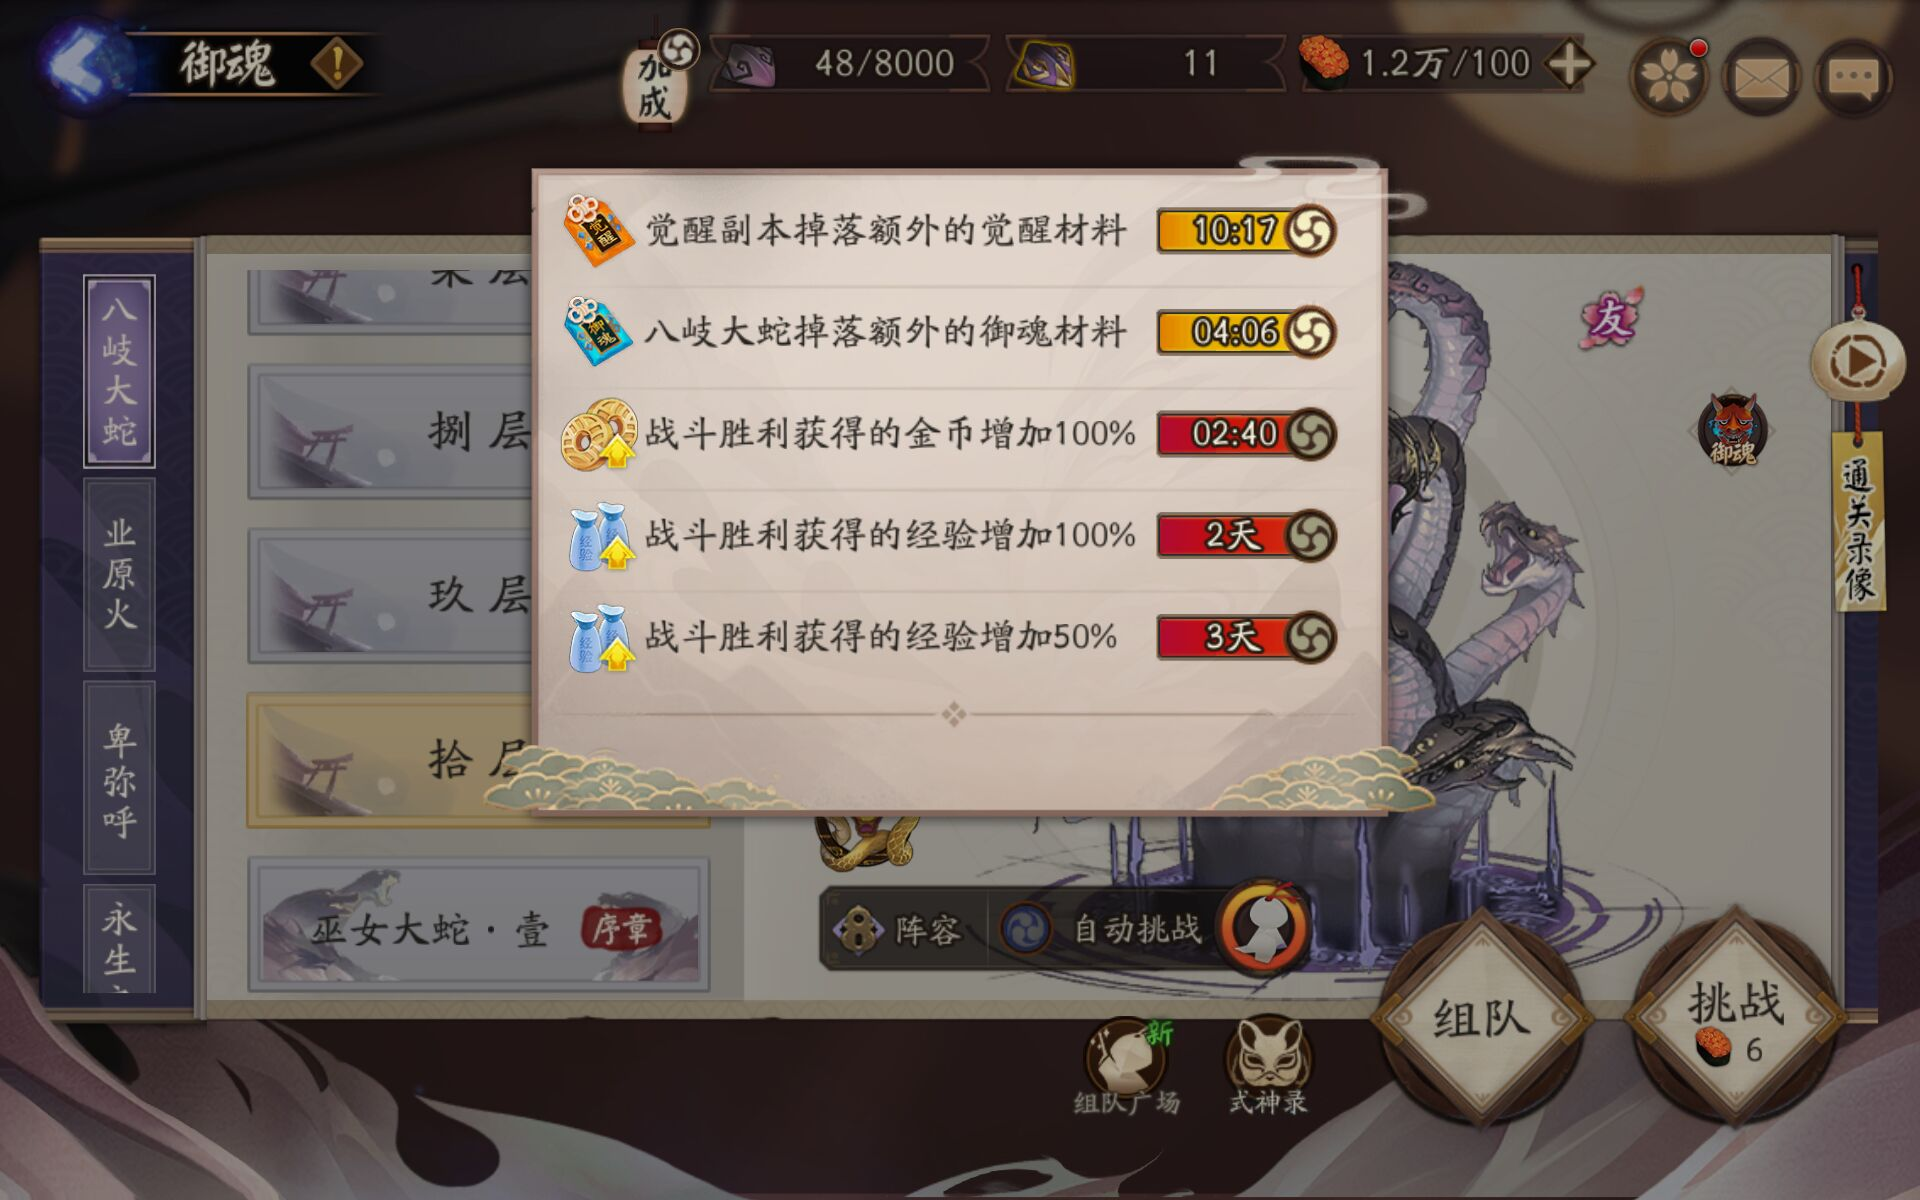 御魂
加成
48/8000
11
1.2万/100
觉醒副本掉落额外的觉醒材料
10:17
八岐大蛇掉落额外的御魂材料
04:06
战斗胜利获得的金币增加100%
02:40
战斗胜利获得的经验增加100%
2天
战斗胜利获得的经验增加50%
3天
八岐大蛇
业原火
卑弥呼
永生
柒层
捌层
玖层
拾层
巫女大蛇·壹
序章
友
御魂
通关录像
阵容
自动挑战
组队
挑战
6
新
组队广场
式神录